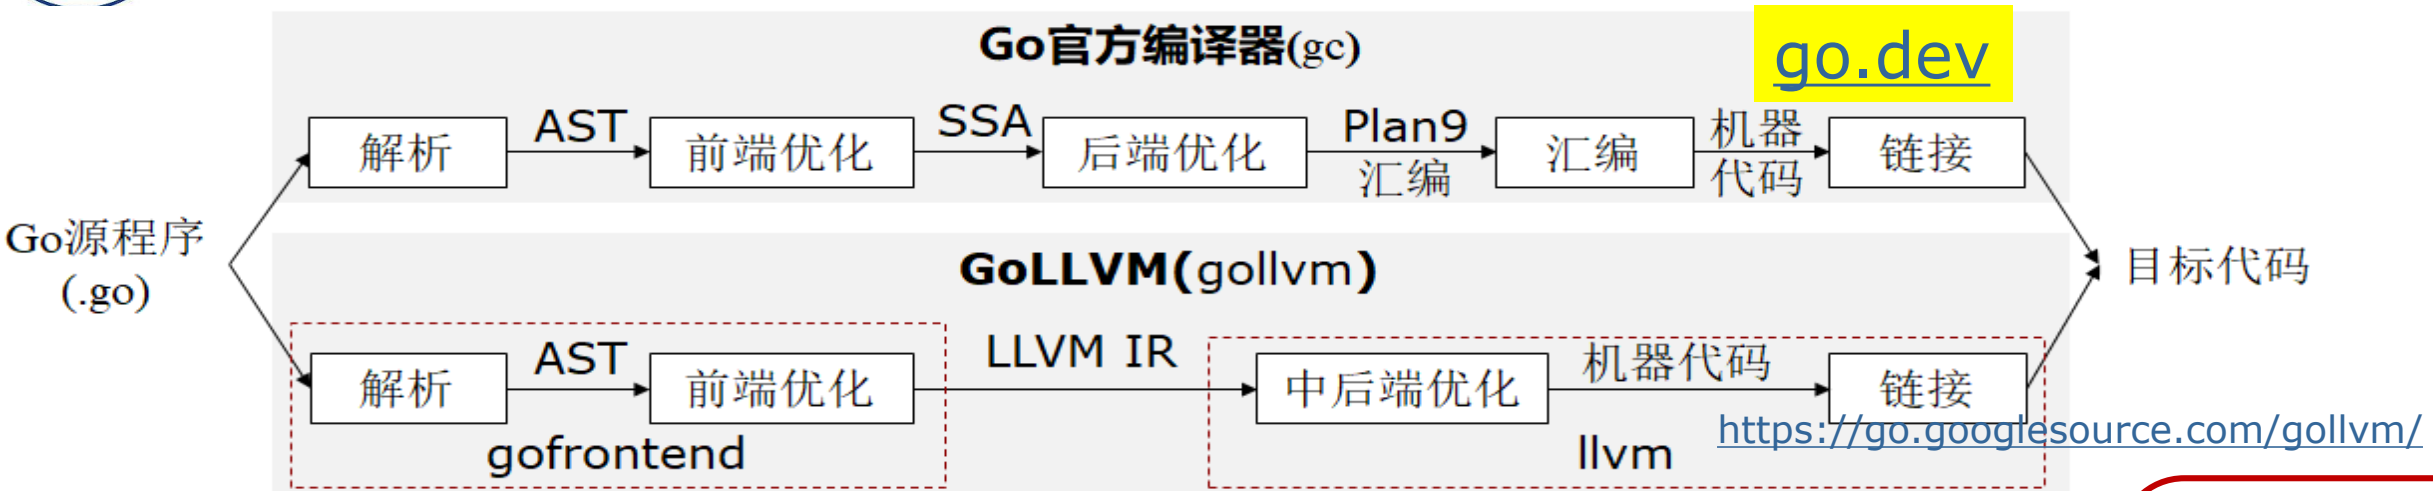 Go官方编译器(gc)
go.dev
解析
AST
前端优化
SSA
后端优化
Plan9
汇编
汇编
机器
代码
链接
Go源程序
(.go)
目标代码
GoLLVM(gollvm)
解析
AST
前端优化
LLVM IR
中后端优化
机器代码
链接
gofrontend
llvm
https://go.googlesource.com/gollvm/